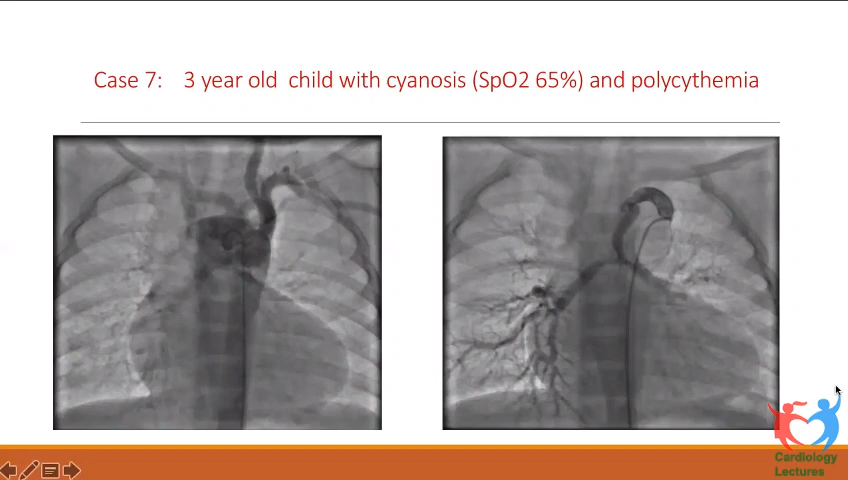 Case 7: 3 year old child with cyanosis (SpO2 65%) and polycythemia
Cardiology
Lectures